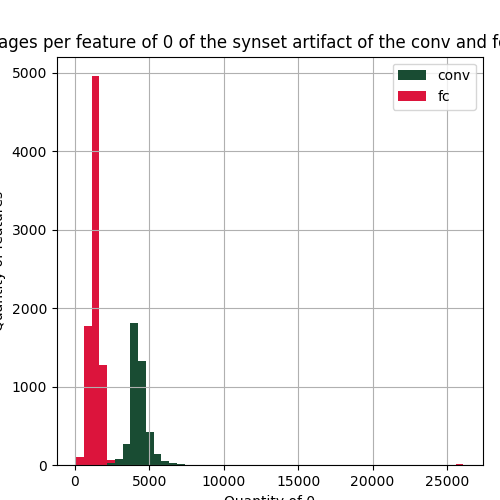 ages per feature of 0 of the synset artifact of the conv and f
conv
fc
5000
4000
3000
2000
1000
0
Quantity of features
0
5000
10000
15000
20000
25000
Quantity of 0